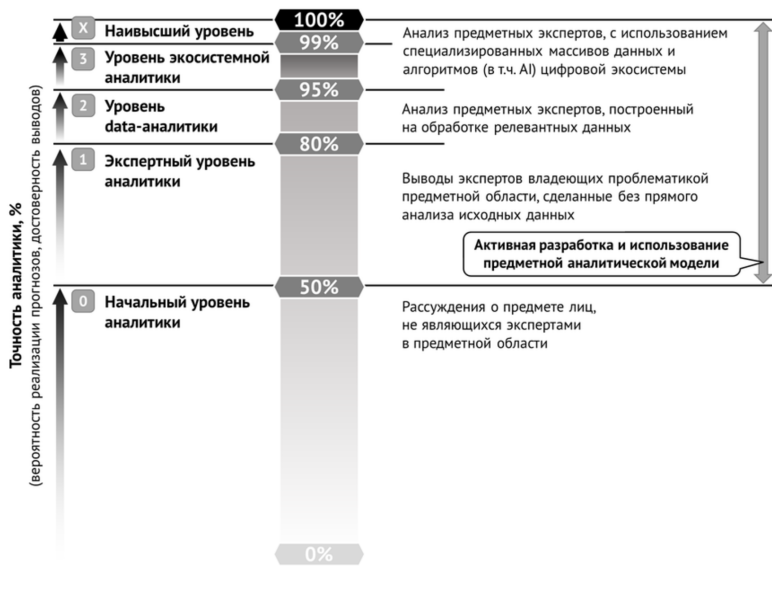 Точность аналитики, %
(вероятность реализации прогнозов, достоверность выводов)
100%
X
Наивысший уровень
99%
Анализ предметных экспертов, с использованием
специализированных массивов данных и
алгоритмов (в т.ч. AI) цифровой экосистемы
3
Уровень экосистемной
аналитики
95%
2
Уровень
data-аналитики
Анализ предметных экспертов, построенный
на обработке релевантных данных
80%
1
Экспертный уровень
аналитики
Выводы экспертов владеющих проблематикой
предметной области, сделанные без прямого
анализа исходных данных
Активная разработка и использование
предметной аналитической модели
50%
0
Начальный уровень
аналитики
Рассуждения о предмете лиц,
не являющихся экспертами
в предметной области
0%